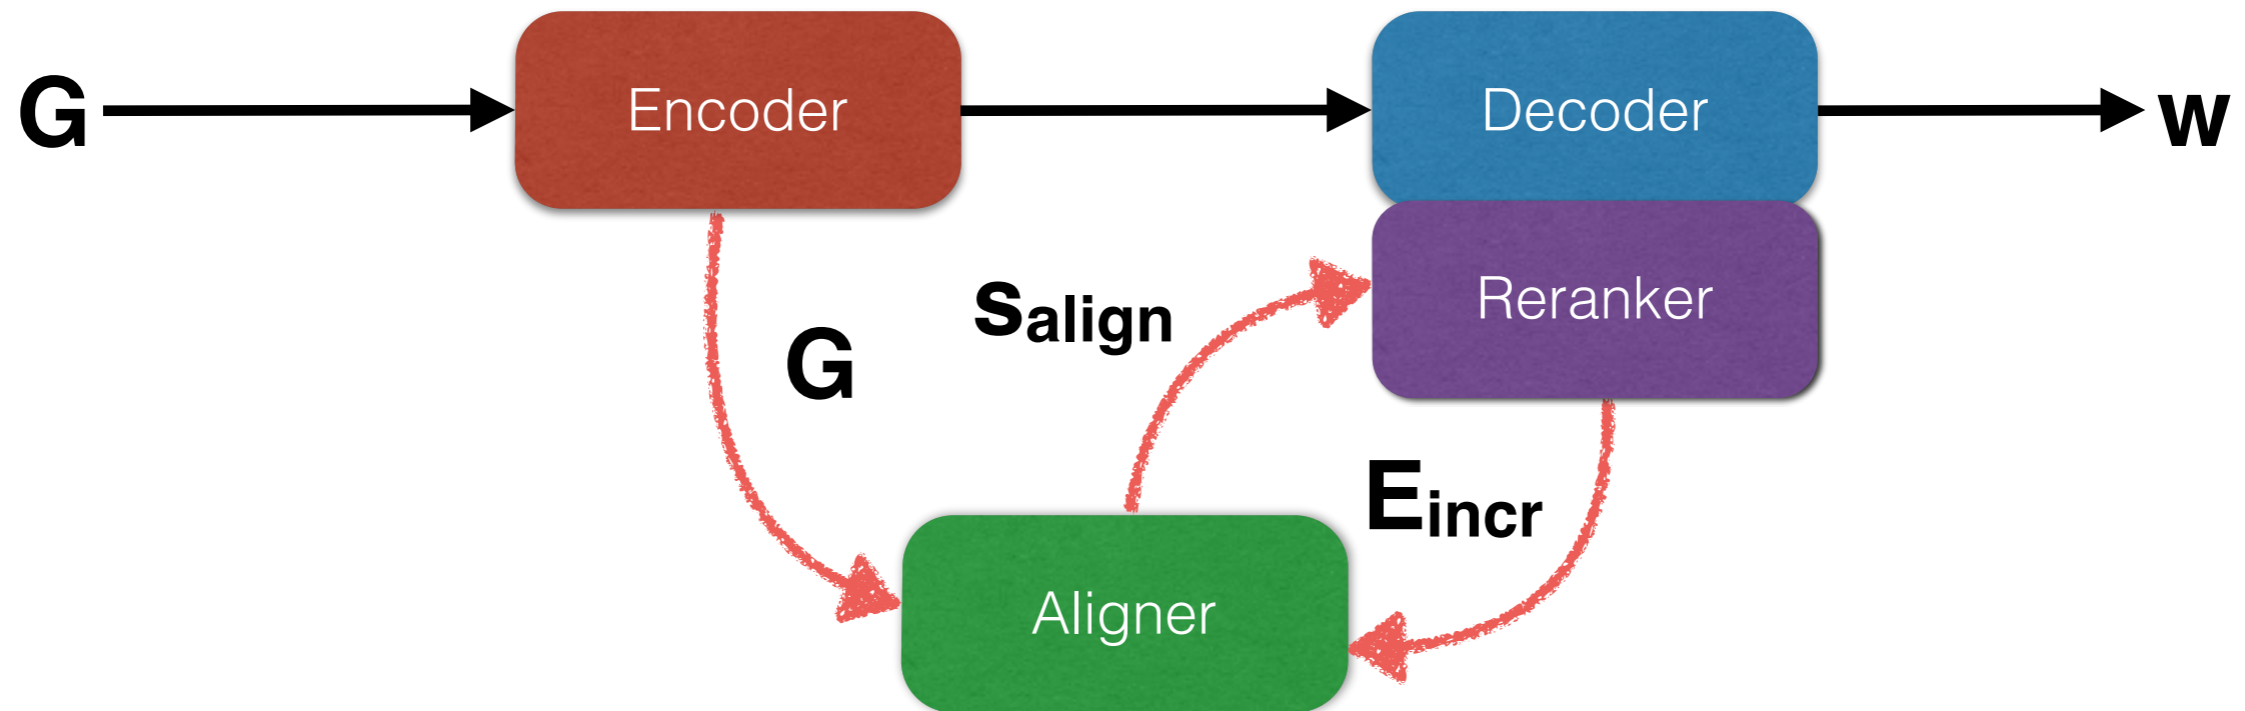 G
Encoder
Decoder
w
Reranker
G
salign
Eincr
Aligner